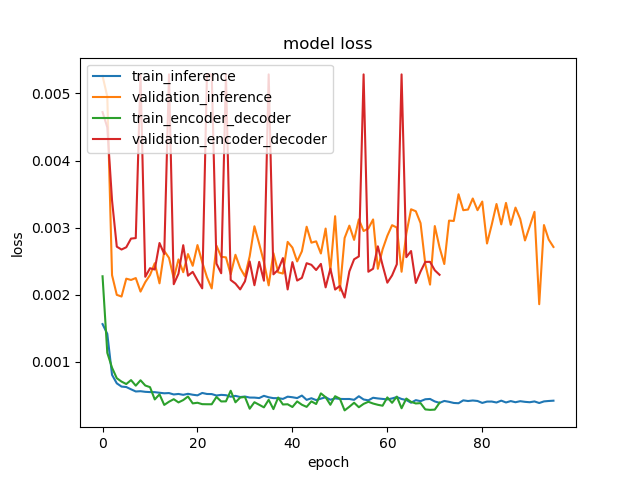 model loss
train_inference
validation_inference
train_encoder_decoder
validation_encoder_decoder
0.005
0.004
0.003
0.002
0.001
loss
0 20 40 60 80
epoch